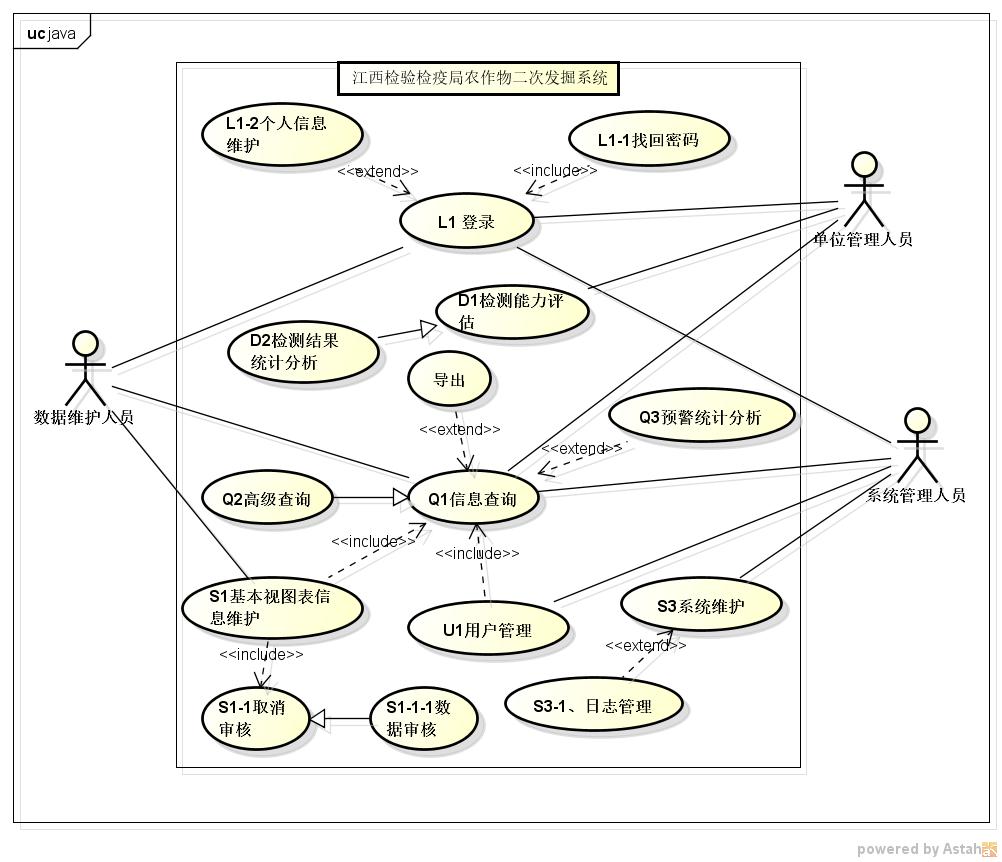 uc java
江西检验检疫局农作物二次发掘系统
L1-2个人信息
维护
L1-1找回密码
<<extend>>
<<include>>
L1 登录
单位管理人员
D1检测能力评
估
D2检测结果
统计分析
导出
数据维护人员
Q3预警统计分析
<<extend>>
<<extend>>
Q2高级查询
Q1信息查询
系统管理人员
<<include>>
<<include>>
S1基本视图表信
息维护
U1用户管理
S3系统维护
<<include>>
<<extend>>
S1-1取消
审核
S1-1-1数
据审核
S3-1、日志管理
powered by Astah